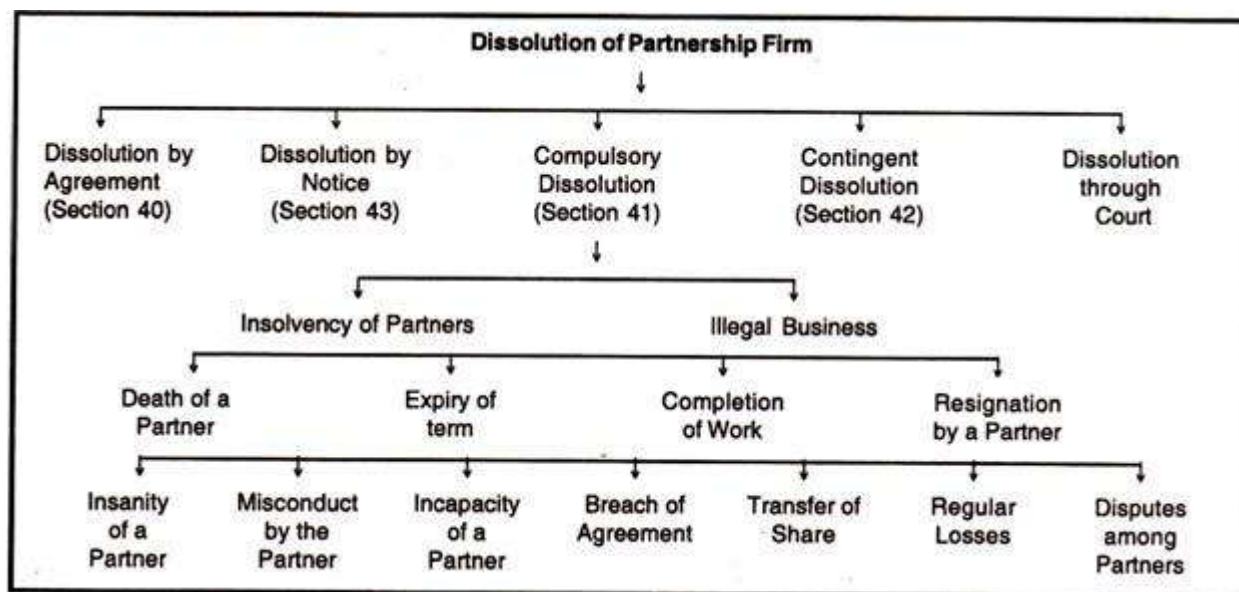 Dissolution of Partnership Firm
Dissolution by
Agreement
(Section 40)
Dissolution by
Notice
(Section 43)
Compulsory
Dissolution
(Section 41)
Contingent
Dissolution
(Section 42)
Dissolution
through
Court
Insolvency of Partners
Illegal Business
Death of a
Partner
Expiry of
term
Completion
of Work
Resignation
by a Partner
Insanity
of a
Partner
Misconduct
by the
Partner
Incapacity
of a
Partner
Breach of
Agreement
Transfer of
Share
Regular
Losses
Disputes
among
Partners